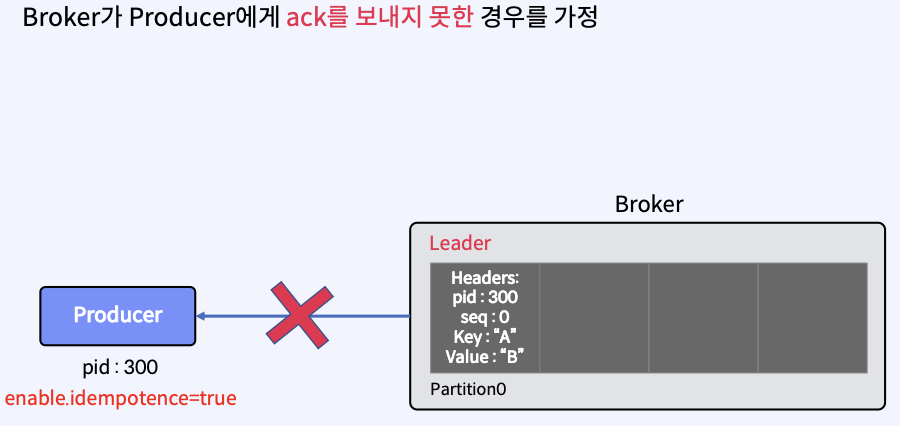 Broker가 Producer에게 ack를 보내지 못한 경우를 가정
Broker
Leader
Headers:
pid : 300
seq : 0
Key : “A”
Value : “B”
Partition0
Producer
pid : 300
enable.idempotence=true